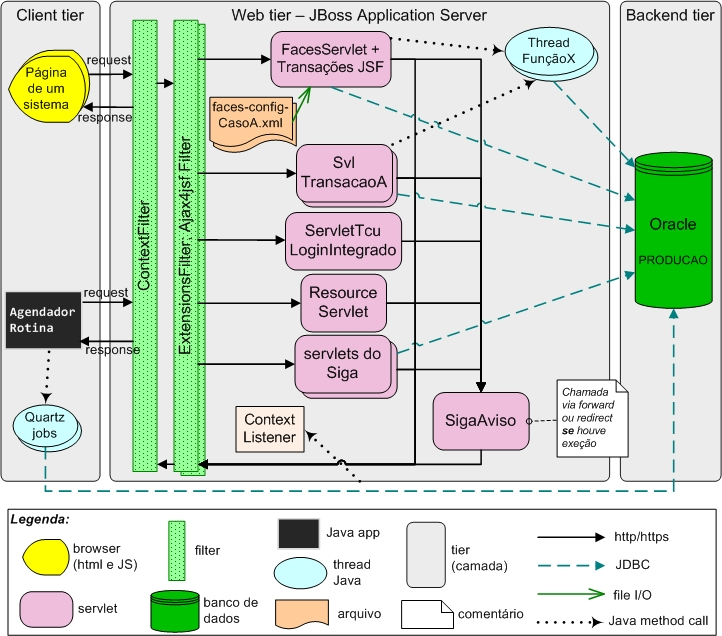 Client tier
Web tier – JBoss Application Server
Backend tier
Página
de um
sistema
request
response
ContextFilter
ExtensionsFilter: Ajax4jsf Filter
FacesServlet +
Transações JSF
faces-config-
CasoA.xml
Thread
FunçãoX
Svl
TransacaoA
ServletTcu
LoginIntegrado
Resource
Servlet
servlets do
Siga
Oracle
PRODUCAO
Agendador
Rotina
request
response
Quartz
jobs
Context
Listener
SigaAviso
Chamada
via forward
ou redirect
se houve
exeção
Legenda:
browser
(html e JS)
filter
Java app
thread
Java
tier
(camada)
http/https
JDBC
servlet
banco de
dados
arquivo
comentário
file I/O
Java method call